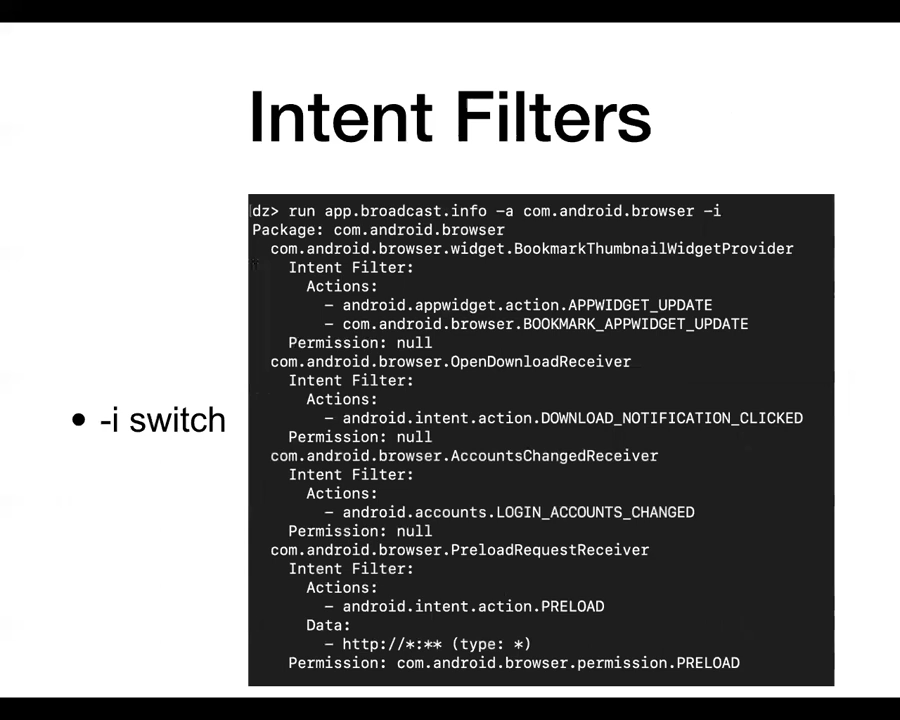 Intent Filters
• -i switch
dz> run app.broadcast.info -a com.android.browser -i
Package: com.android.browser
com.android.browser.widget.BookmarkThumbnailWidgetProvider
Intent Filter:
Actions:
- android.appwidget.action.APPWIDGET_UPDATE
- com.android.browser.BOOKMARK_APPWIDGET_UPDATE
Permission: null
com.android.browser.OpenDownloadReceiver
Intent Filter:
Actions:
- android.intent.action.DOWNLOAD_NOTIFICATION_CLICKED
Permission: null
com.android.browser.AccountsChangedReceiver
Intent Filter:
Actions:
- android.accounts.LOGIN_ACCOUNTS_CHANGED
Permission: null
com.android.browser.PreloadRequestReceiver
Intent Filter:
Actions:
- android.intent.action.PRELOAD
Data:
- http://*:** (type: *)
Permission: com.android.browser.permission.PRELOAD